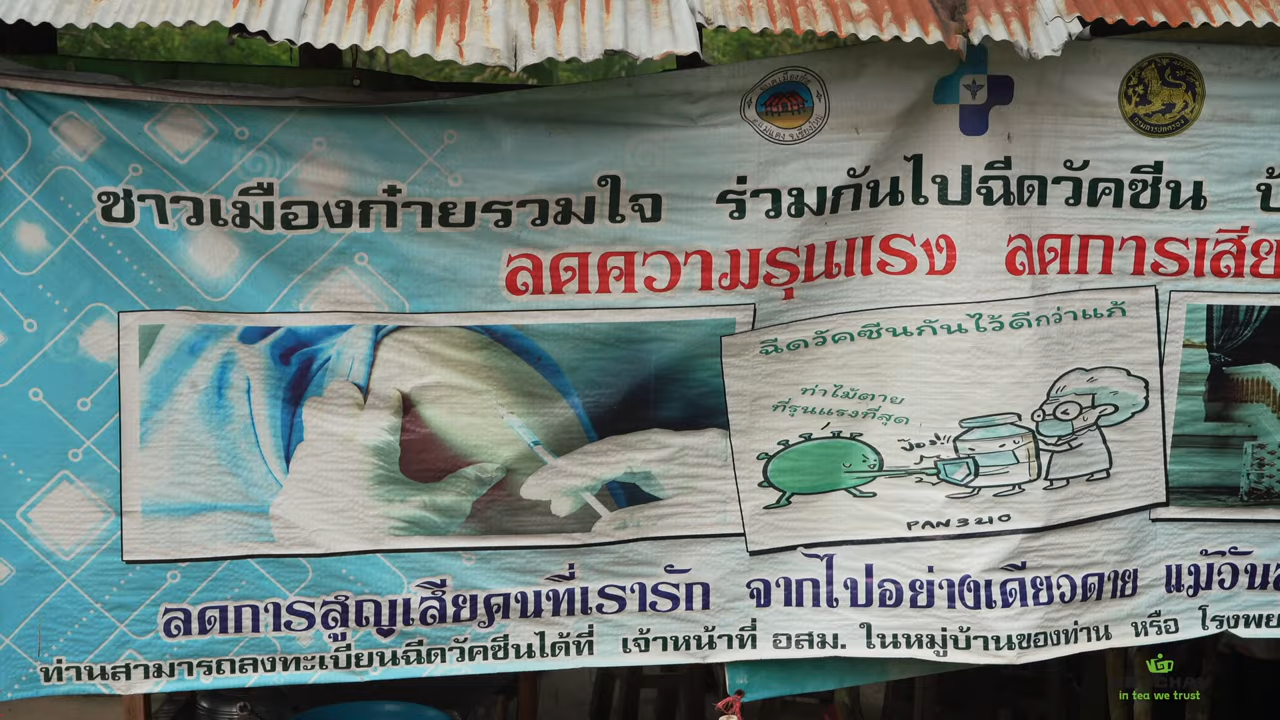 ชาวเมืองก๋ายรวมใจ ร่วมกันไปฉีดวัคซีน
ลดความรุนแรง ลดการเสีย
ฉีดวัคซีนกันไว้ดีกว่าแก้
ท่าไม้ตาย
ที่รุนแรงที่สุด
PAN3210
ลดการสูญเสียคนที่เรารัก จากไปอย่างเดียวดาย แม้วัน
ท่านสามารถลงทะเบียนฉีดวัคซีนได้ที่ เจ้าหน้าที่ อสม. ในหมู่บ้านของท่าน หรือ โรงพย
กรมการปกครอง
in tea we trust